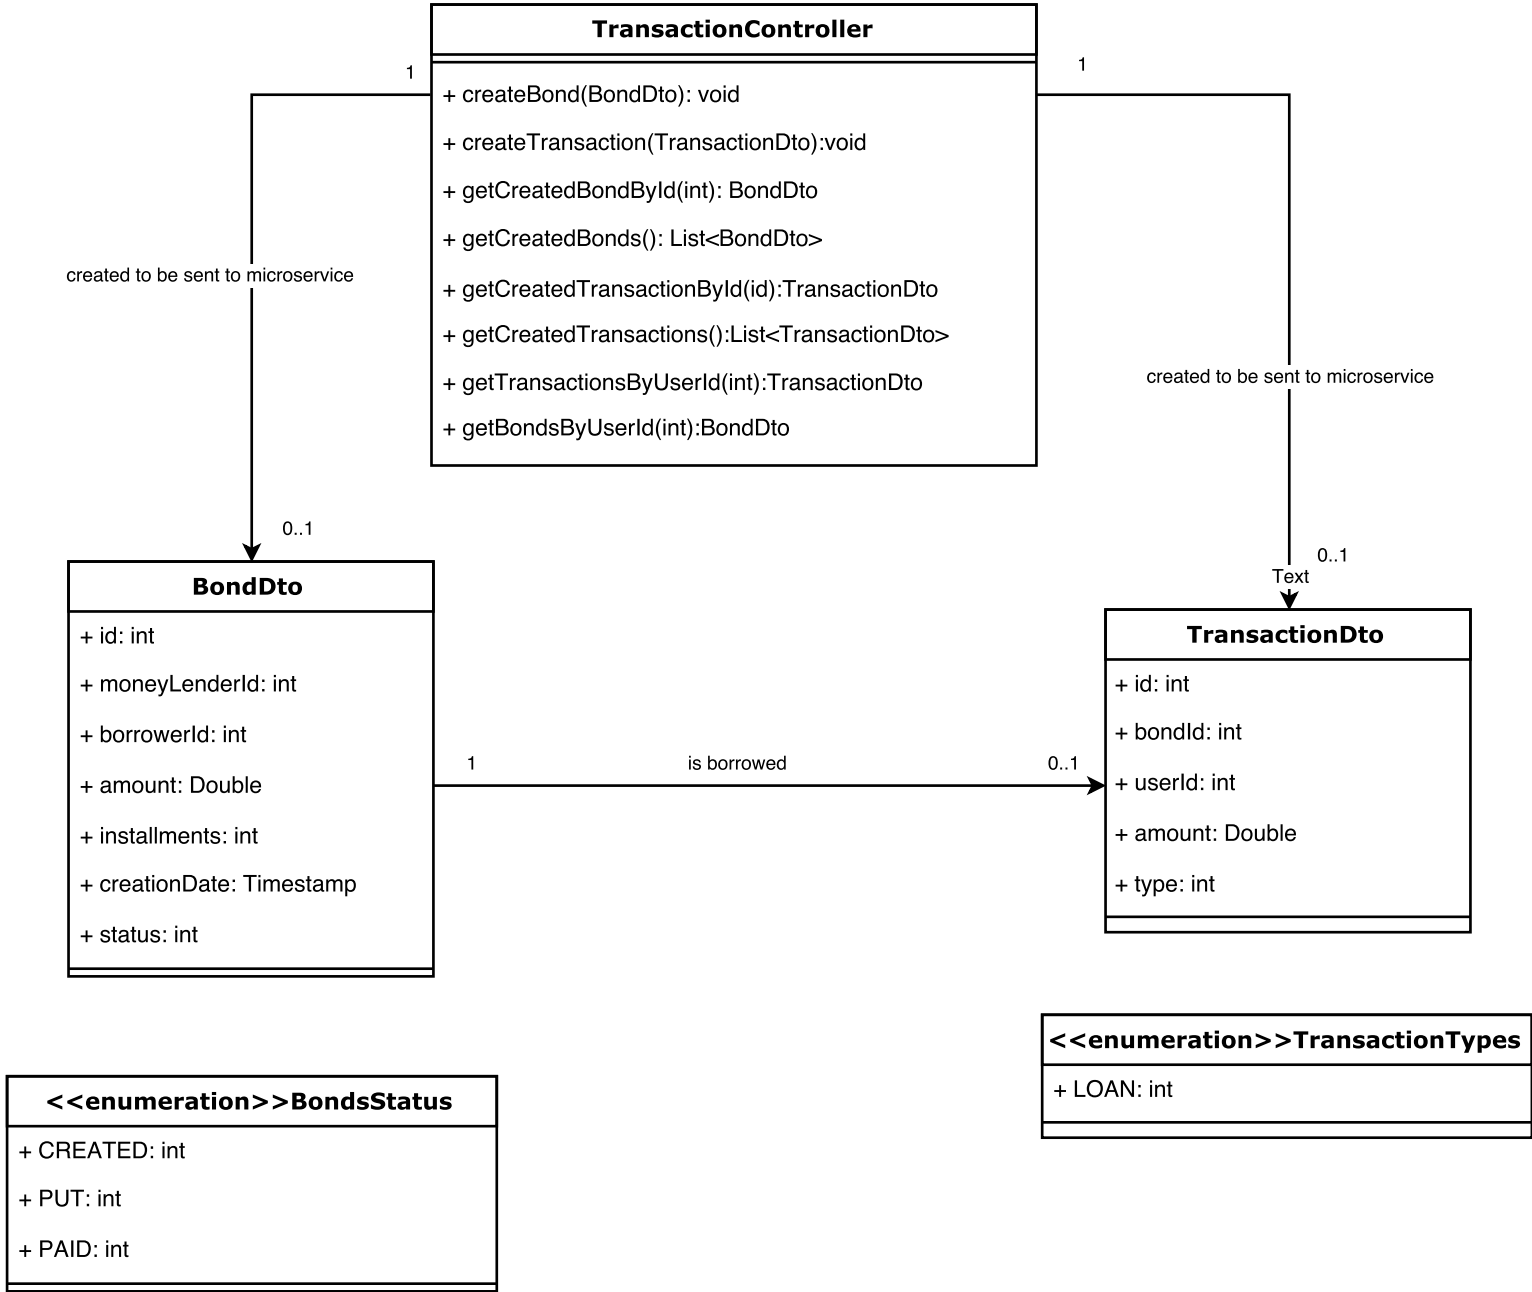 TransactionController
1
1
+ createBond(BondDto): void
+ createTransaction(TransactionDto):void
+ getCreatedBondById(int): BondDto
+ getCreatedBonds(): List<BondDto>
+ getCreatedTransactionById(id):TransactionDto
+ getCreatedTransactions():List<TransactionDto>
+ getTransactionsByUserId(int):TransactionDto
+ getBondsByUserId(int):BondDto
created to be sent to microservice
created to be sent to microservice
0..1
0..1
Text
BondDto
+ id: int
+ moneyLenderId: int
+ borrowerId: int
+ amount: Double
+ installments: int
+ creationDate: Timestamp
+ status: int
1
is borrowed
0..1
TransactionDto
+ id: int
+ bondId: int
+ userId: int
+ amount: Double
+ type: int
<<enumeration>>TransactionTypes
+ LOAN: int
<<enumeration>>BondsStatus
+ CREATED: int
+ PUT: int
+ PAID: int